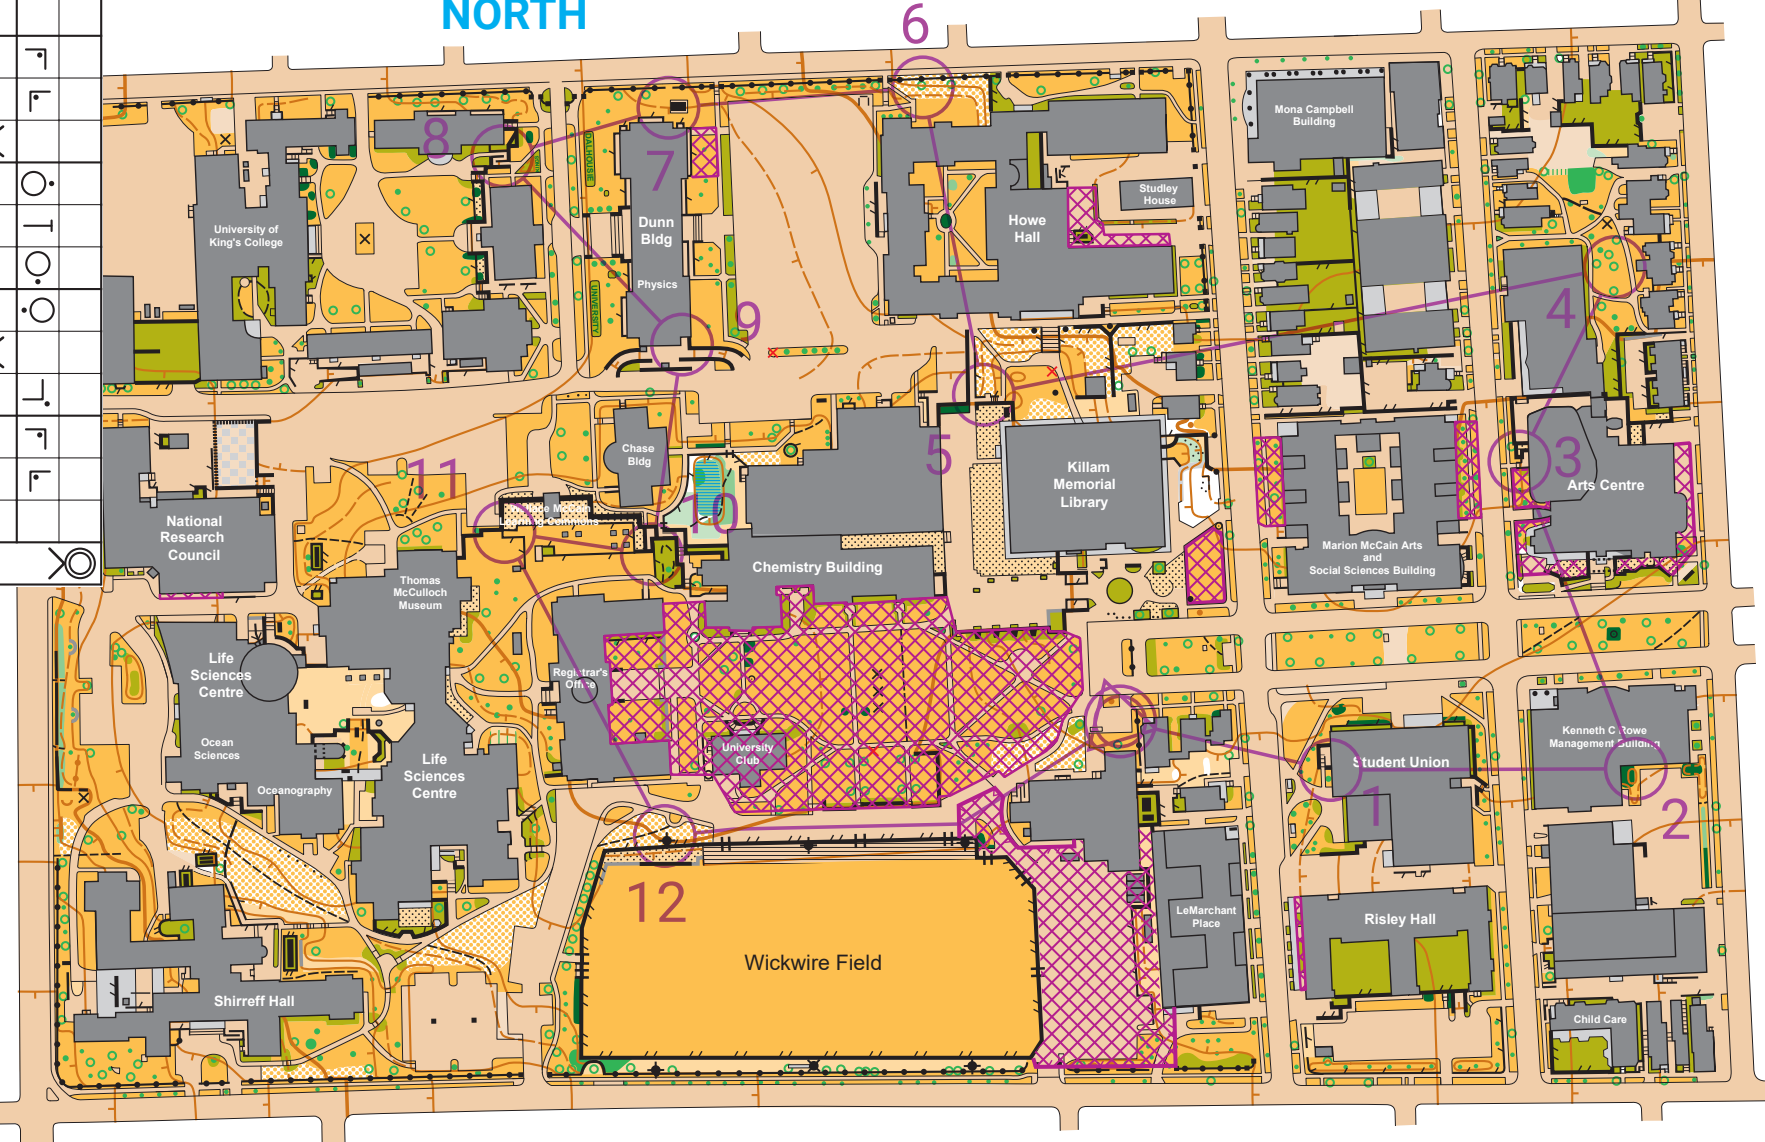 NORTH
6
8
7
9
5
4
3
10
11
1
2
12
DALHOUSIE
UNIVERSITY
University of
King's College
Dunn
Bldg
Physics
Howe
Hall
Studley
House
Mona Campbell
Building
Chase
Bldg
Killam
Memorial
Library
Arts Centre
Marion McCain Arts
and
Social Sciences Building
National
Research
Council
Thomas
McCulloch
Museum
Chemistry Building
Life
Sciences
Centre
Ocean
Sciences
Oceanography
Life
Sciences
Centre
Registrar's
Office
University
Club
Student Union
Kenneth C Rowe
Management Building
Wickwire Field
LeMarchant
Place
Risley Hall
Shirreff Hall
Child Care